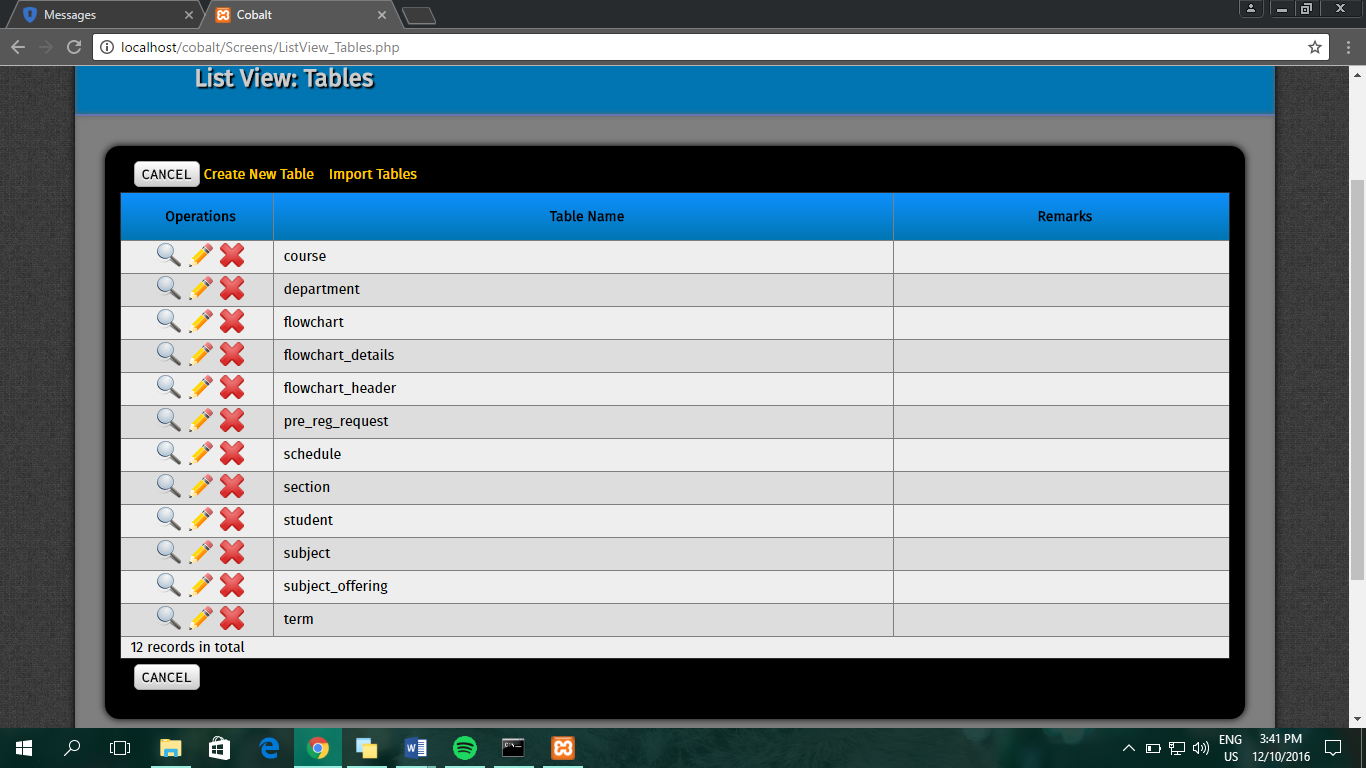 Messages
Cobalt
localhost/cobalt/Screens/ListView_Tables.php
List View: Tables
CANCEL Create New Table Import Tables
Operations Table Name Remarks
course
department
flowchart
flowchart_details
flowchart_header
pre_reg_request
schedule
section
student
subject
subject_offering
term
12 records in total
CANCEL
ENG 3:41 PM
US 12/10/2016